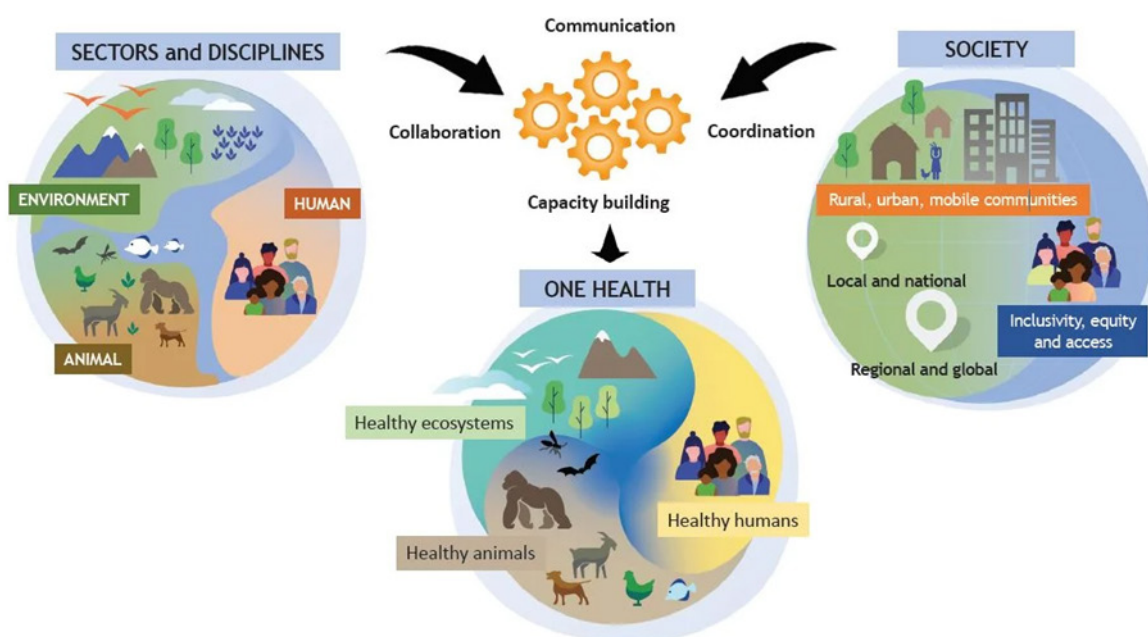 SECTORS and DISCIPLINES
ENVIRONMENT
HUMAN
ANIMAL
Communication
Collaboration
Coordination
Capacity building
SOCIETY
Rural, urban, mobile communities
Local and national
Regional and global
Inclusivity, equity
and access
ONE HEALTH
Healthy ecosystems
Healthy animals
Healthy humans